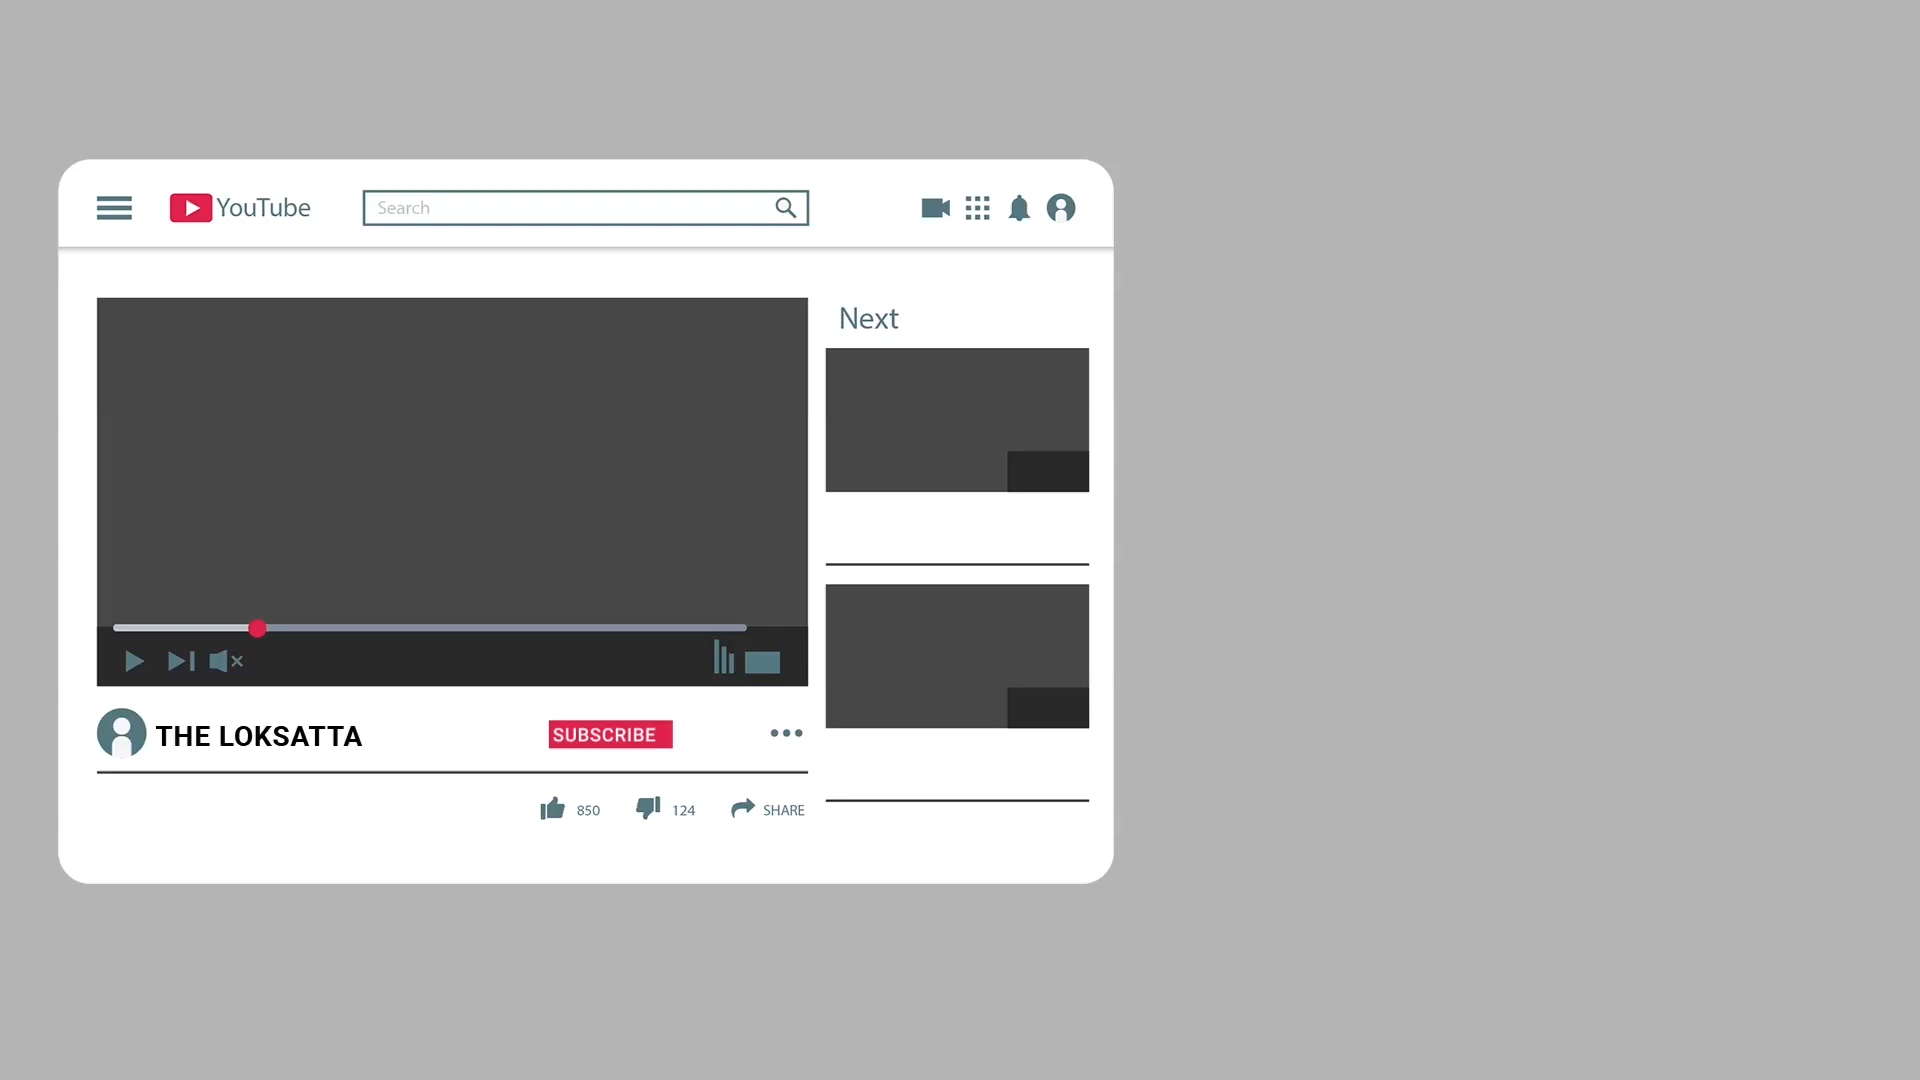 YouTube
Search
Next
THE LOKSATTA
SUBSCRIBE
850
124
SHARE